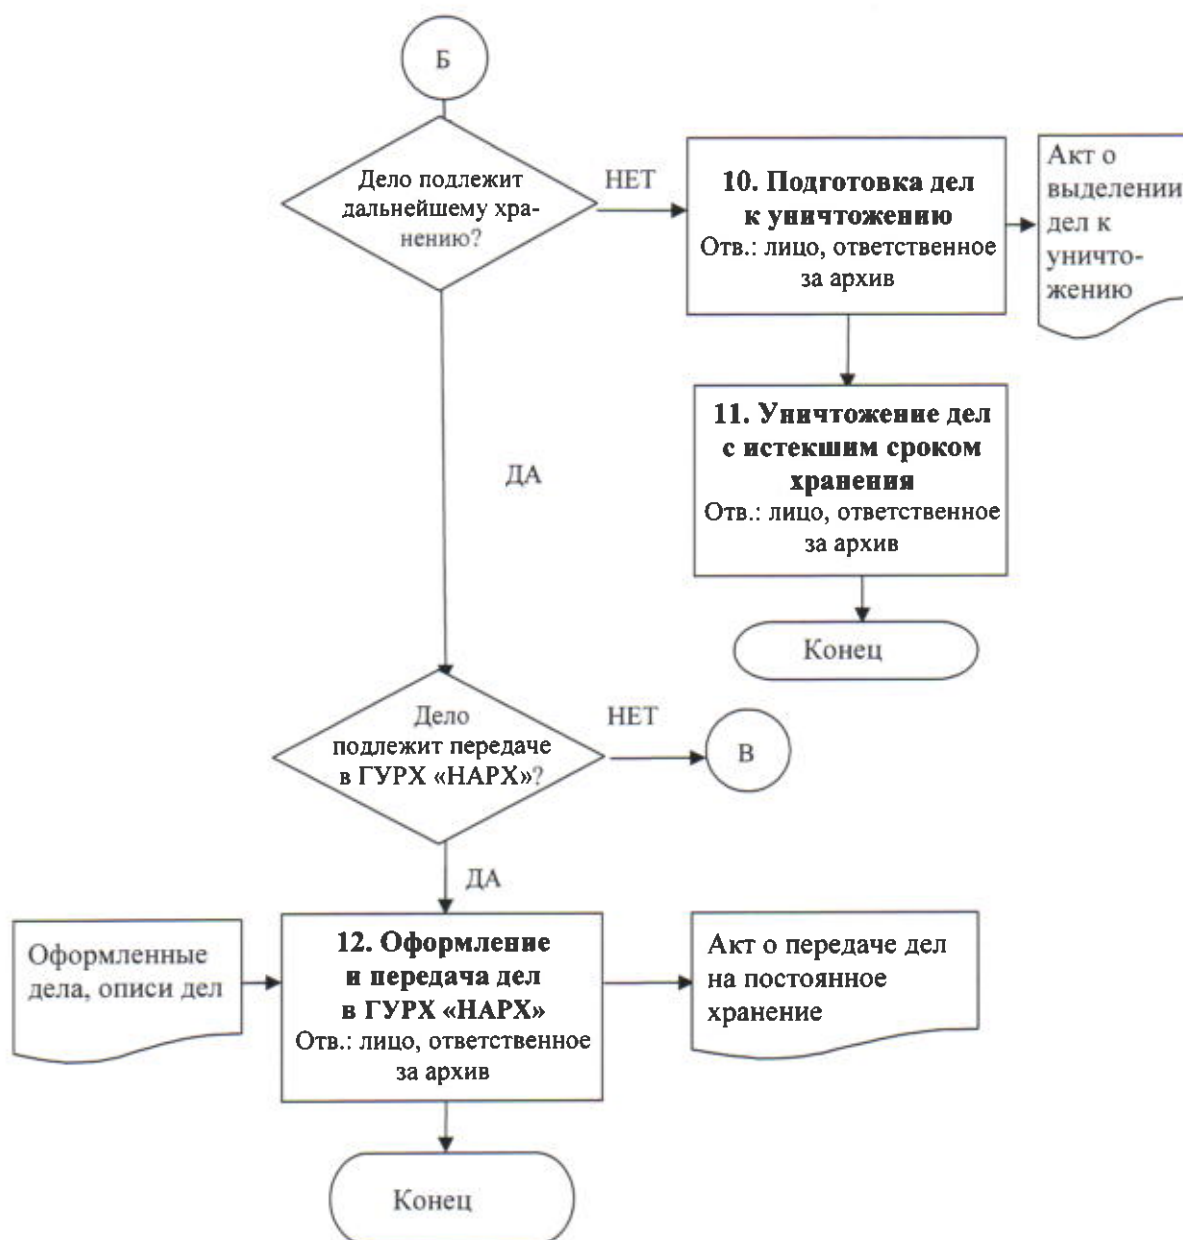 Б
Дело подлежит
дальнейшему хра-
нению?
НЕТ
10. Подготовка дел
к уничтожению
Отв.: лицо, ответственное
за архив
Акт о
выделении
дел к
уничто-
жению
11. Уничтожение дел
с истекшим сроком
хранения
Отв.: лицо, ответственное
за архив
ДА
Конец
Дело
подлежит передаче
в ГУРХ «НАРХ»?
НЕТ
В
ДА
Оформленные
дела, описи дел
12. Оформление
и передача дел
в ГУРХ «НАРХ»
Отв.: лицо, ответственное
за архив
Акт о передаче дел
на постоянное
хранение
Конец